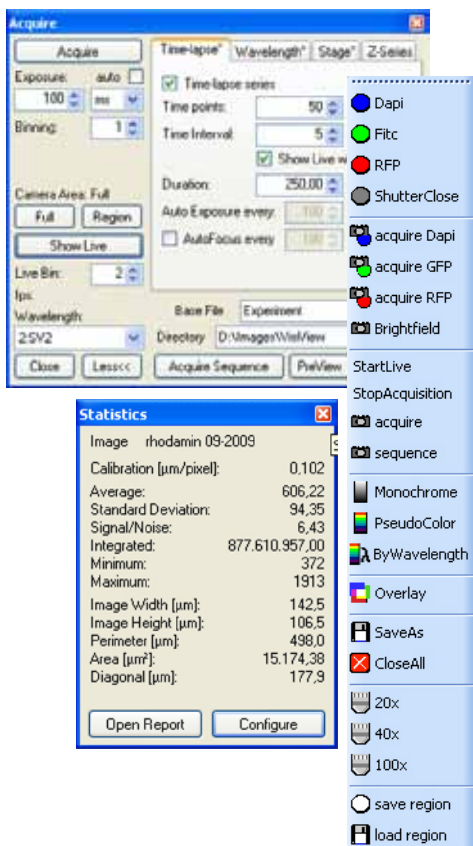 Acquire
Acquire
Time-lapse* Wavelength* Stage* Z-Series
Exposure: auto
100 ms
Binning: 1
Camera Area: Full
Full Region
Show Live
Live Bin: 2
fps:
Wavelength:
2:SV2
Close Less<<
Time-lapse series
Time points: 50
Time Interval: 5
Show Live w
Duration: 250.00
Auto Exposure every: 100
AutoFocus every 100
Base File Experiment
Directory D:\Images\VisiView
Acquire Sequence PreView
Statistics
Image rhodamin 09-2009
Calibration [µm/pixel]: 0,102
Average: 606,22
Standard Deviation: 94,35
Signal/Noise: 6,43
Integrated: 877.610.957,00
Minimum: 372
Maximum: 1913
Image Width [µm]: 142,5
Image Height [µm]: 106,5
Perimeter [µm]: 498,0
Area [µm²]: 15.174,38
Diagonal [µm]: 177,9
Open Report Configure
Dapi
Fitc
RFP
ShutterClose
acquire Dapi
acquire GFP
acquire RFP
Brightfield
StartLive
StopAcquisition
acquire
sequence
Monochrome
PseudoColor
λ ByWavelength
Overlay
SaveAs
CloseAll
20x
40x
100x
save region
load region